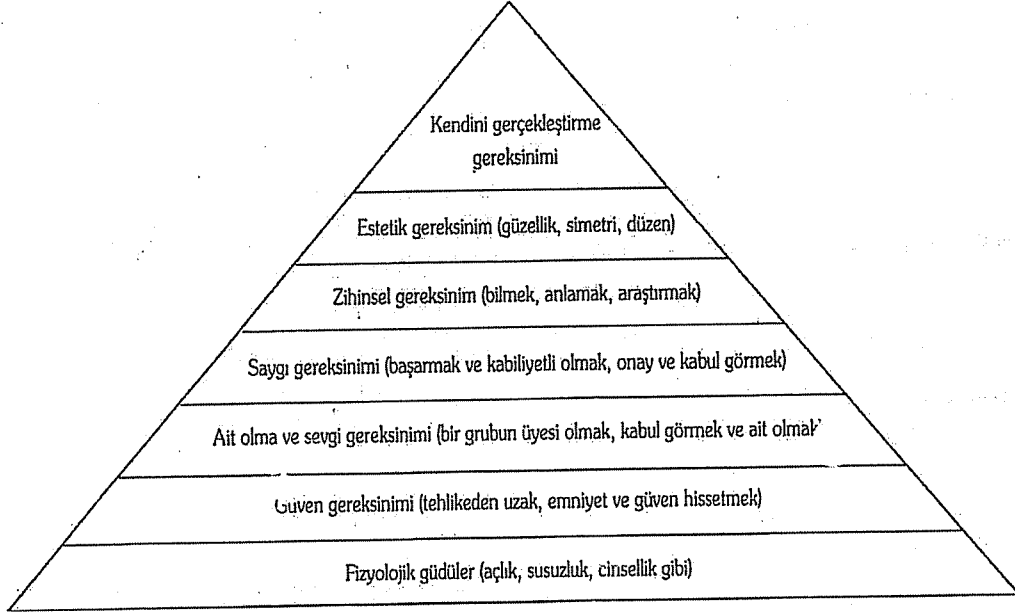 Kendini gerçekleştirme
gereksinimi
Estetik gereksinim (güzellik, simetri, düzen)
Zihinsel gereksinim (bilmek, anlamak, araştırmak)
Saygı gereksinimi (başarmak ve kabiliyetli olmak, onay ve kabul görmek)
Ait olma ve sevgi gereksinimi (bir grubun üyesi olmak, kabul görmek ve ait olmak)
Güven gereksinimi (tehlikeden uzak, emniyet ve güven hissetmek)
Fizyolojik güdüler (açlık, susuzluk, cinsellik gibi)